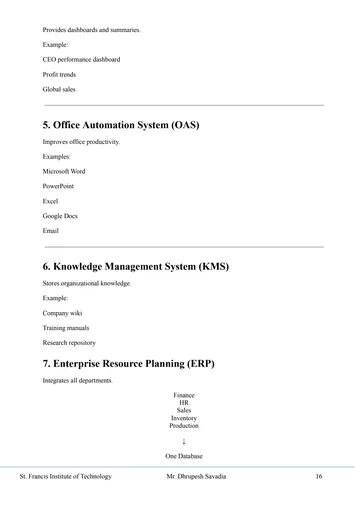 Provides dashboards and summaries.
Example:
CEO performance dashboard
Profit trends
Global sales
5. Office Automation System (OAS)
Improves office productivity.
Examples:
Microsoft Word
PowerPoint
Excel
Google Docs
Email
6. Knowledge Management System (KMS)
Stores organizational knowledge.
Example:
Company wiki
Training manuals
Research repository
7. Enterprise Resource Planning (ERP)
Integrates all departments.
Finance
HR
Sales
Inventory
Production
↓
One Database
St. Francis Institute of Technology Mr. Dhrupesh Savadia 16